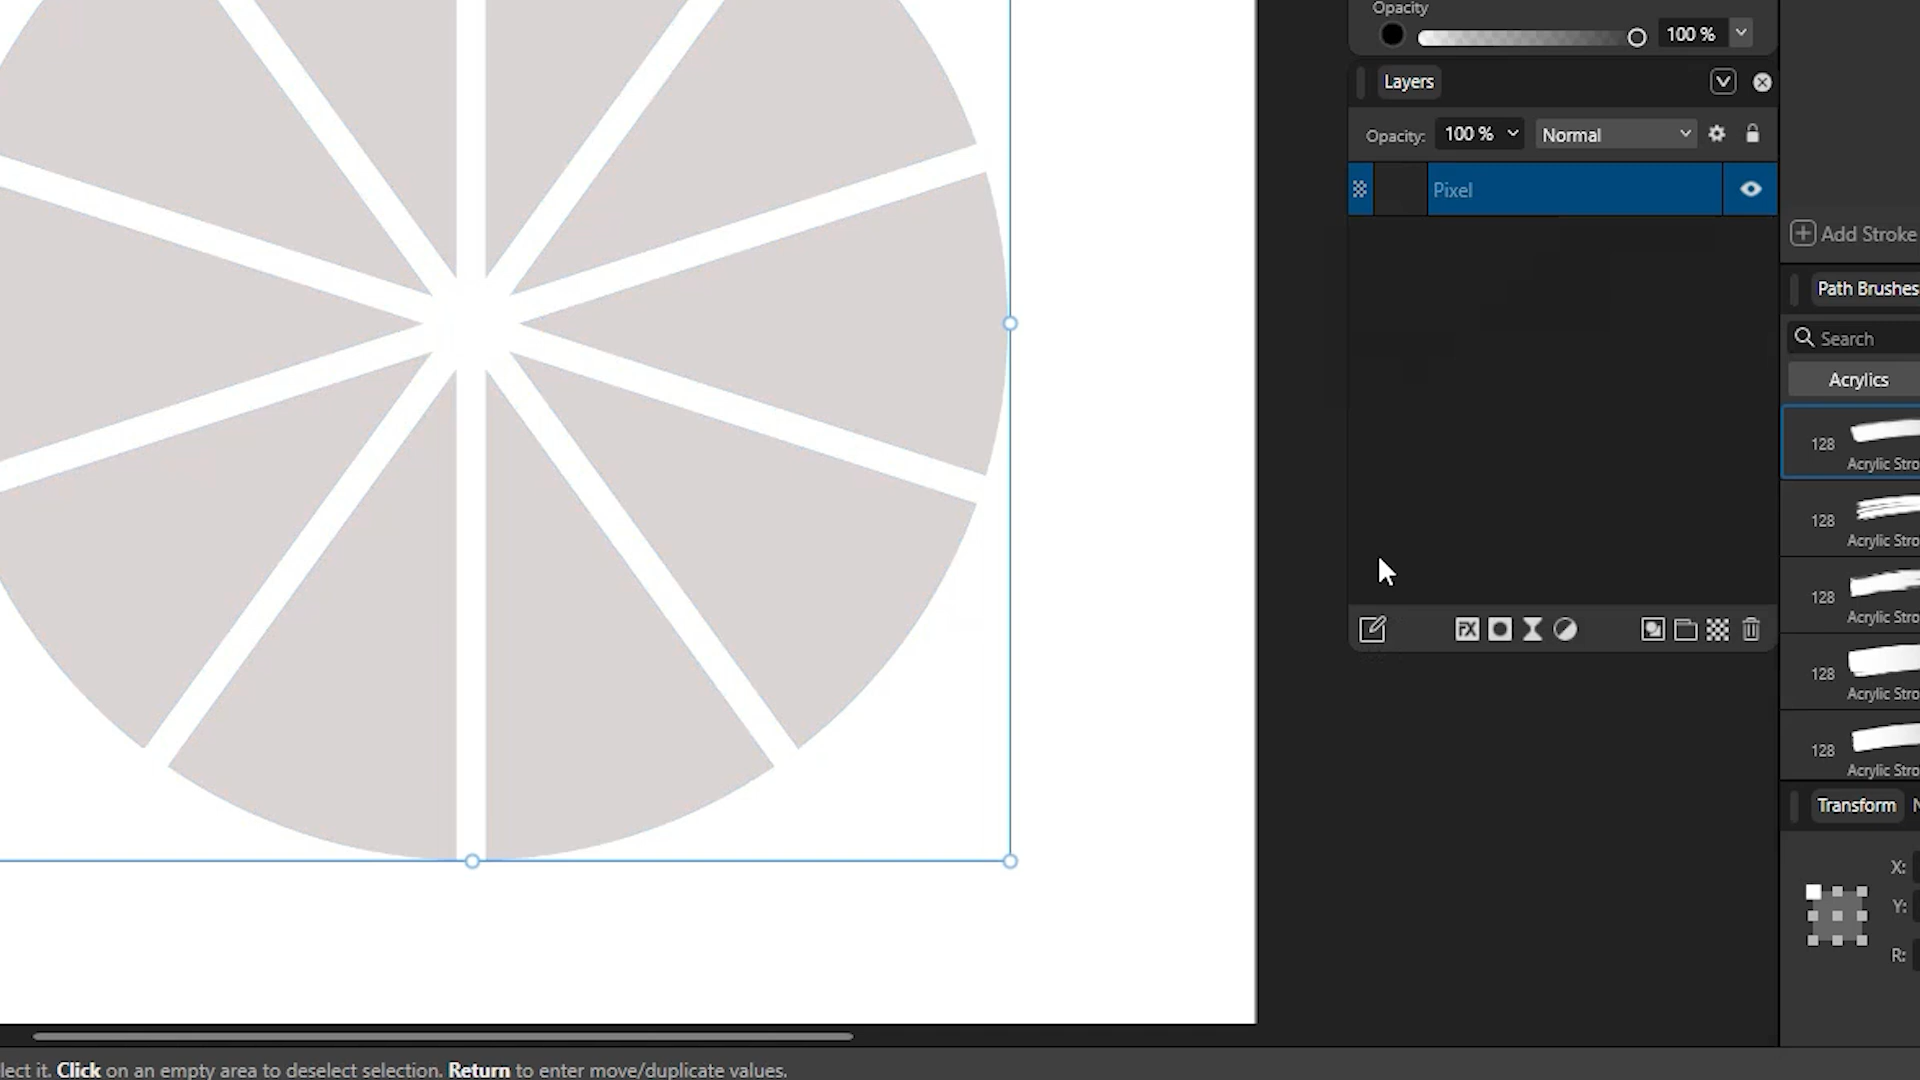 Opacity
100 %
Layers
Opacity: 100 % Normal
Pixel
Add Stroke
Path Brushes
Search
Acrylics
128
Acrylic Stro
128
Acrylic Stro
128
Acrylic Stro
128
Acrylic Stro
128
Acrylic Stro
Transform
X:
Y:
R:
lect it. Click on an empty area to deselect selection. Return to enter move/duplicate values.